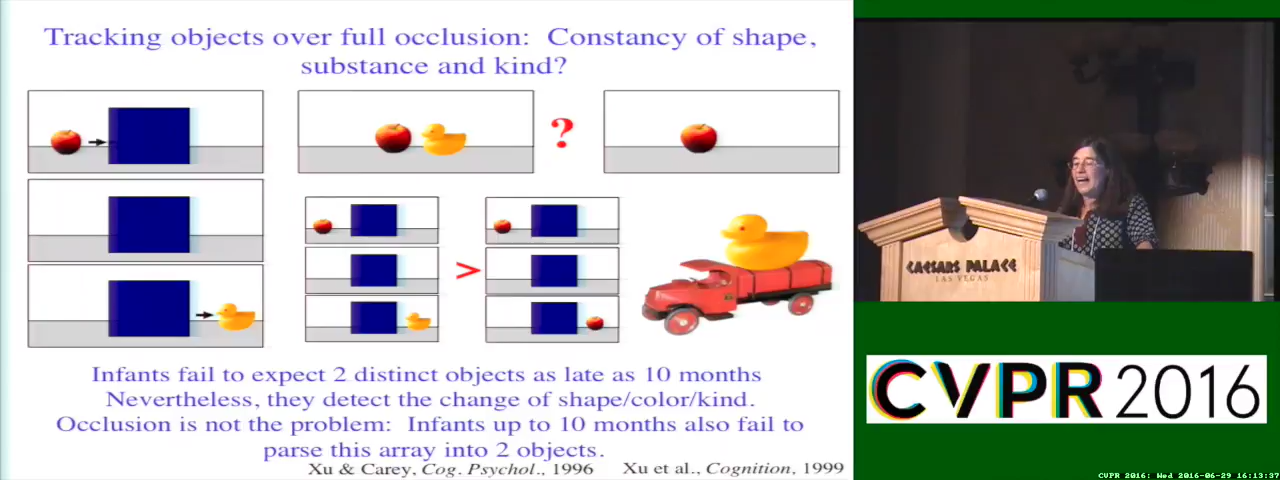 Tracking objects over full occlusion: Constancy of shape,
substance and kind?
?
>
Infants fail to expect 2 distinct objects as late as 10 months
Nevertheless, they detect the change of shape/color/kind.
Occlusion is not the problem: Infants up to 10 months also fail to
parse this array into 2 objects.
Xu & Carey, Cog. Psychol., 1996 Xu et al., Cognition, 1999
CAESARS PALACE
LAS VEGAS
CVPR 2016
CVPR 2016: Wed 2016-06-29 16:13:37